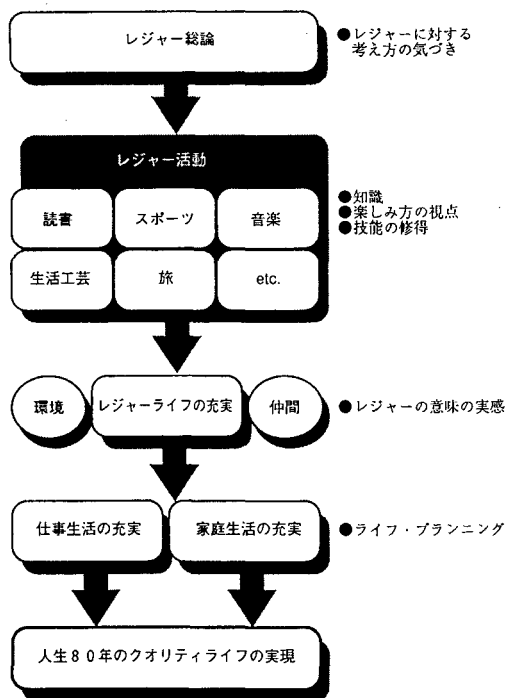 レジャー総論
●レジャーに対する
考え方の気づき
レジャー活動
読書
スポーツ
音楽
生活工芸
旅
etc.
●知識
●楽しみ方の視点
●技能の修得
環境
レジャーライフの充実
仲間
●レジャーの意味の実感
仕事生活の充実
家庭生活の充実
●ライフ・プランニング
人生80年のクオリティライフの実現